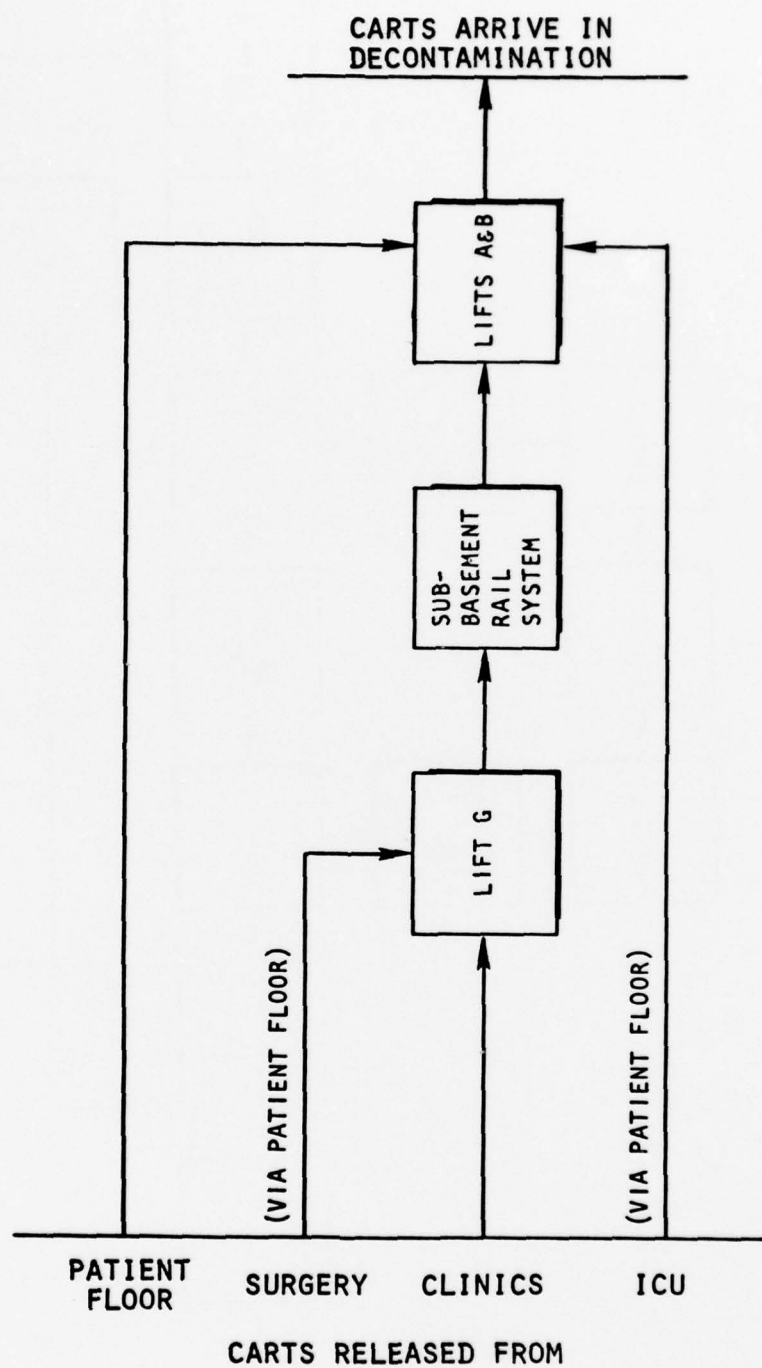 CARTS ARRIVE IN
DECONTAMINATION
LIFTS A&B
SUB-
BASEMENT
RAIL
SYSTEM
LIFT G
(VIA PATIENT FLOOR)
(VIA PATIENT FLOOR)
PATIENT
FLOOR
SURGERY
CLINICS
ICU
CARTS RELEASED FROM